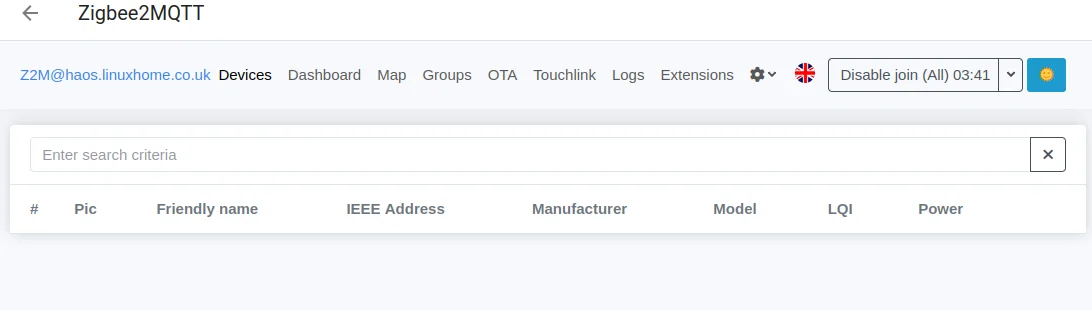 Zigbee2MQTT
Z2M@haos.linuxhome.co.uk Devices Dashboard Map Groups OTA Touchlink Logs Extensions Disable join (All) 03:41
Enter search criteria
# Pic Friendly name IEEE Address Manufacturer Model LQI Power